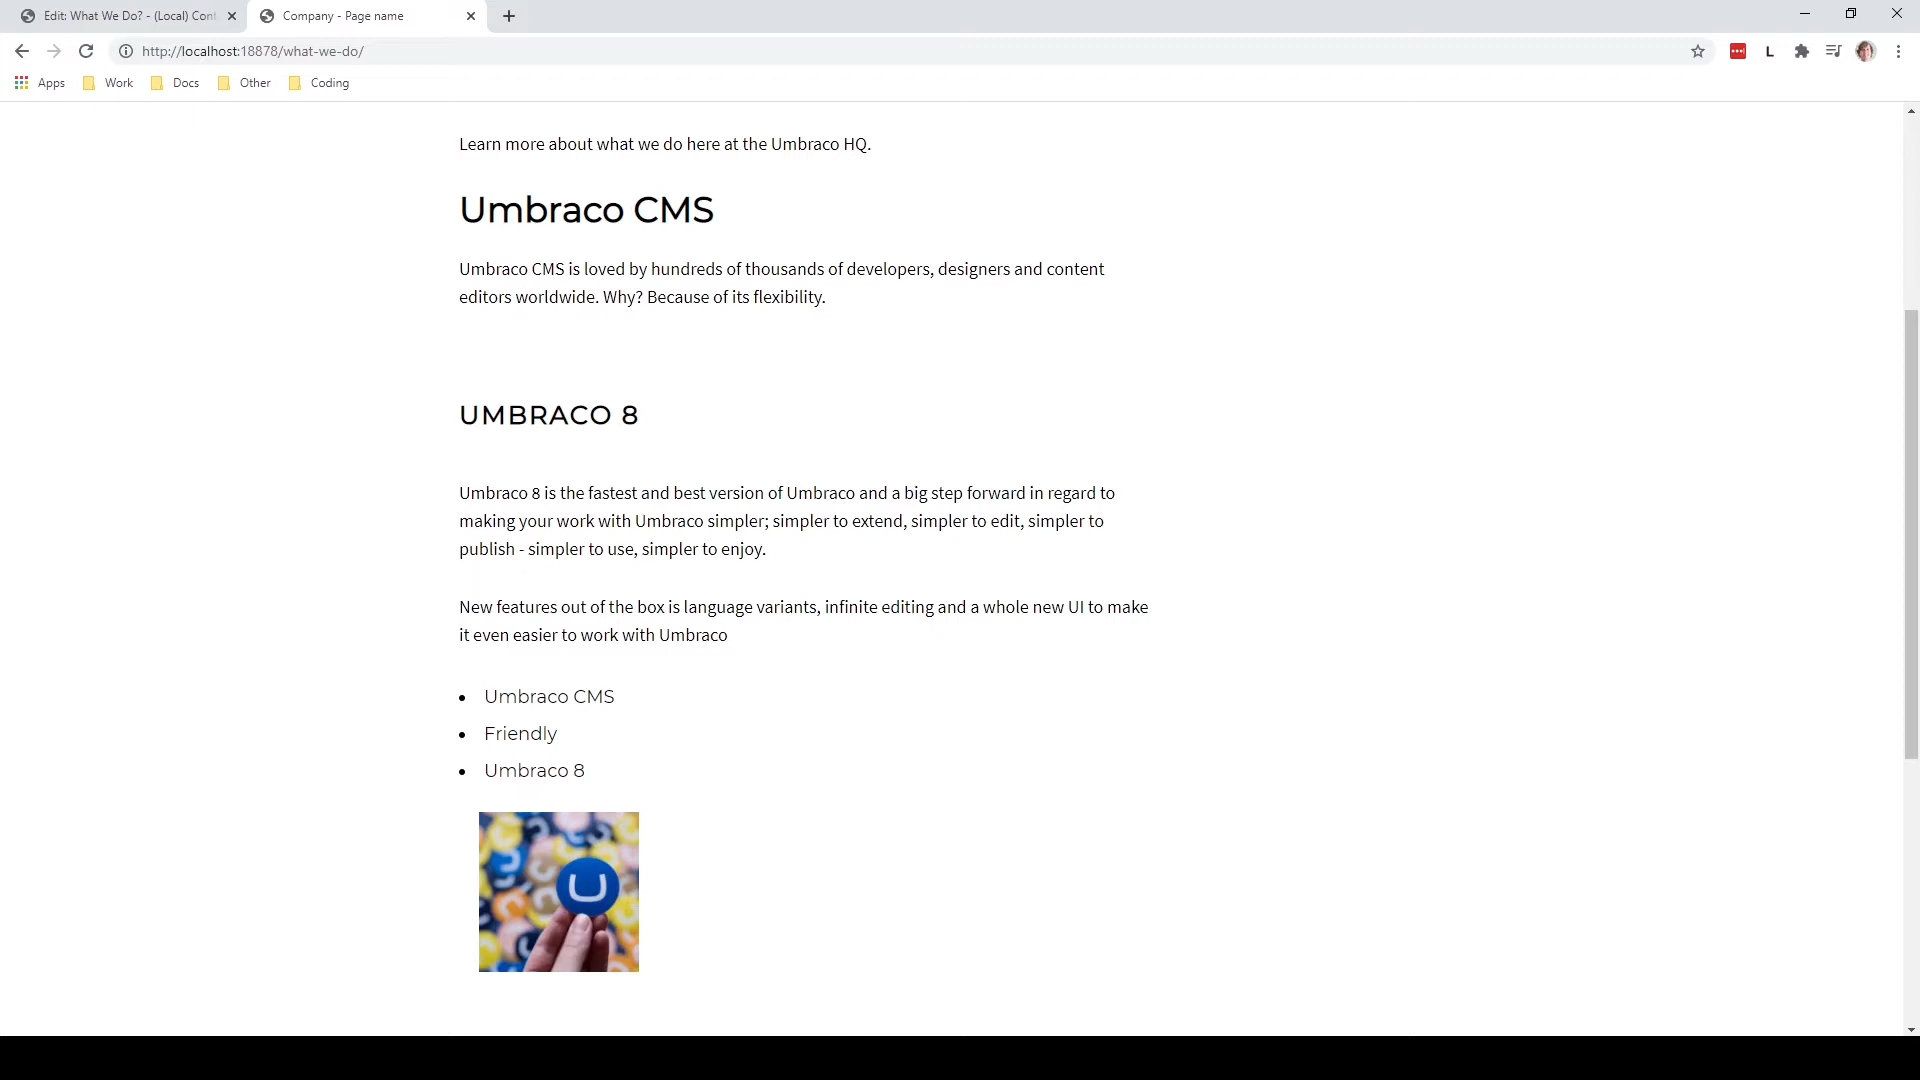 Edit: What We Do? - (Local) Cont
Company - Page name
http://localhost:18878/what-we-do/
L
Apps
Work
Docs
Other
Coding
Learn more about what we do here at the Umbraco HQ.
Umbraco CMS
Umbraco CMS is loved by hundreds of thousands of developers, designers and content
editors worldwide. Why? Because of its flexibility.
UMBRACO 8
Umbraco 8 is the fastest and best version of Umbraco and a big step forward in regard to
making your work with Umbraco simpler; simpler to extend, simpler to edit, simpler to
publish - simpler to use, simpler to enjoy.
New features out of the box is language variants, infinite editing and a whole new UI to make
it even easier to work with Umbraco
• Umbraco CMS
• Friendly
• Umbraco 8